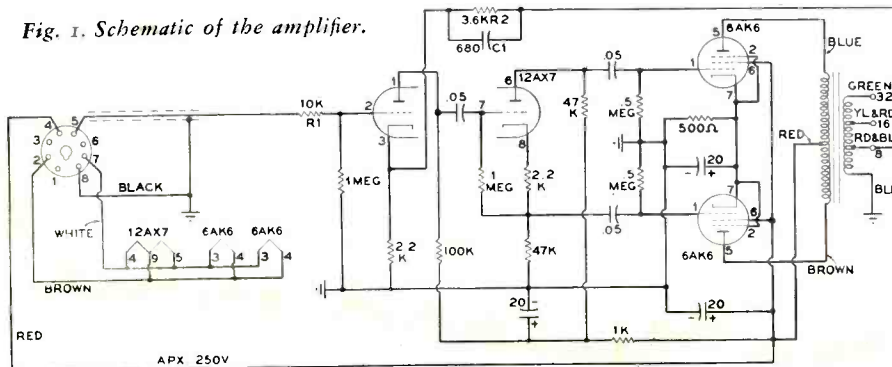 Fig. 1. Schematic of the amplifier.
3.6K R2
680 C1
6AK6
5
2
6
1
7
BLUE
GREEN
32
YL&RD
16
RD&BL
8
BL
12AX7
6
.05
1
7
8
.05
47
K
.5
MEG
500Ω
RED
20
- +
4
5
3
6
2
7
1
8
10K
R1
2
3
1 MEG
1
MEG
2.2
K
.5
MEG
.05
1
7
6
2
5
6AK6
BROWN
BLACK
WHITE
12AX7
6AK6
6AK6
4
9
5
3
4
3
4
BROWN
2.2
K
100K
47K
20
-
+
20
- +
1K
RED
APX 250V